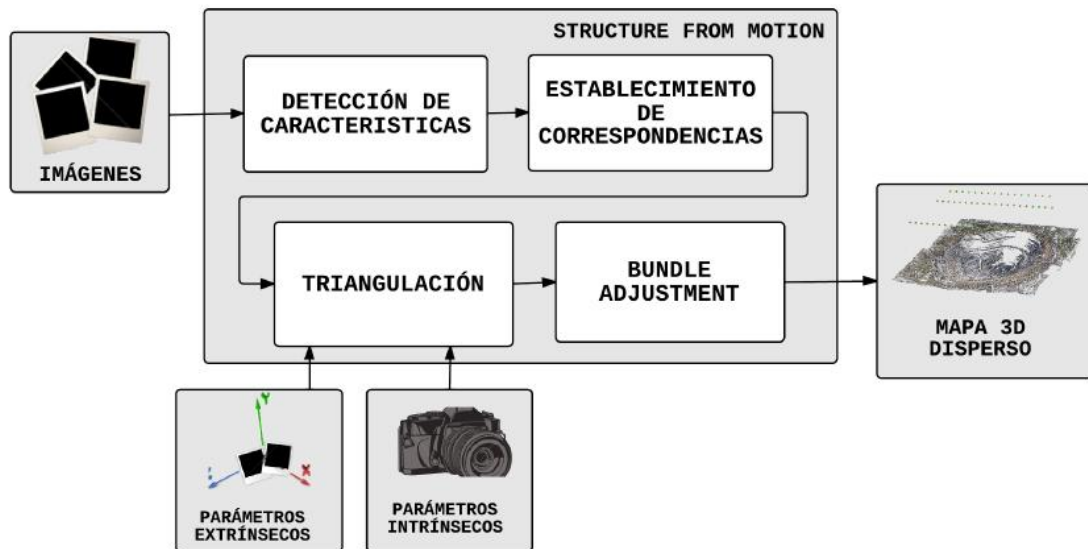 STRUCTURE FROM MOTION
IMÁGENES
DETECCIÓN DE
CARACTERISTICAS
ESTABLECIMIENTO
DE
CORRESPONDENCIAS
TRIANGULACIÓN
BUNDLE
ADJUSTMENT
MAPA 3D
DISPERSO
Y
X
PARÁMETROS
EXTRÍNSECOS
PARÁMETROS
INTRÍNSECOS